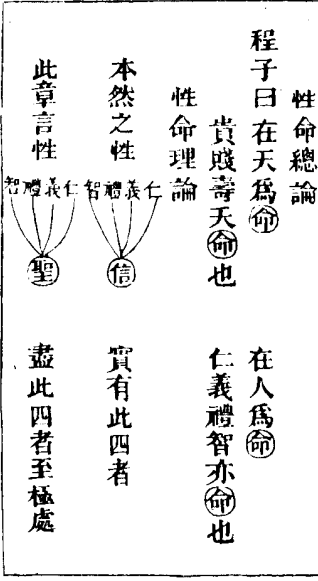 性命總論
程子曰在天爲命　在人爲命
貴賤壽夭命也　仁義禮智亦命也
性命理論
本然之性　仁義禮智　信　實有此四者
此章言性　仁義禮智　聖　盡此四者至極處